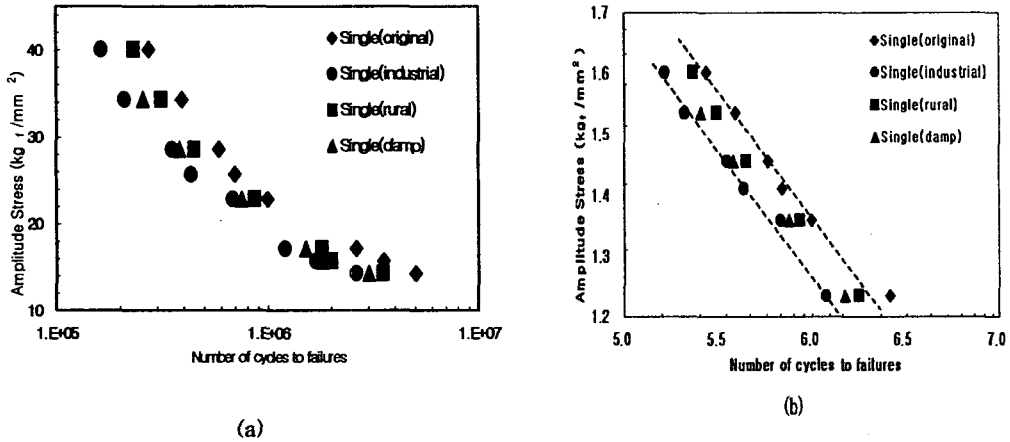 40
30
20
10
Amplitude Stress (kg f /mm 2)
1.E+05
1.E+06
1.E+07
Number of cycles to failures
Single(original)
Single(industrial)
Single(rural)
Single(damp)
(a)
1.7
1.6
1.5
1.4
1.3
1.2
Amplitude Stress (kgf /mm²)
5.0
5.5
6.0
6.5
7.0
Number of cycles to failures
Single(original)
Single(industrial)
Single(rural)
Single(damp)
(b)